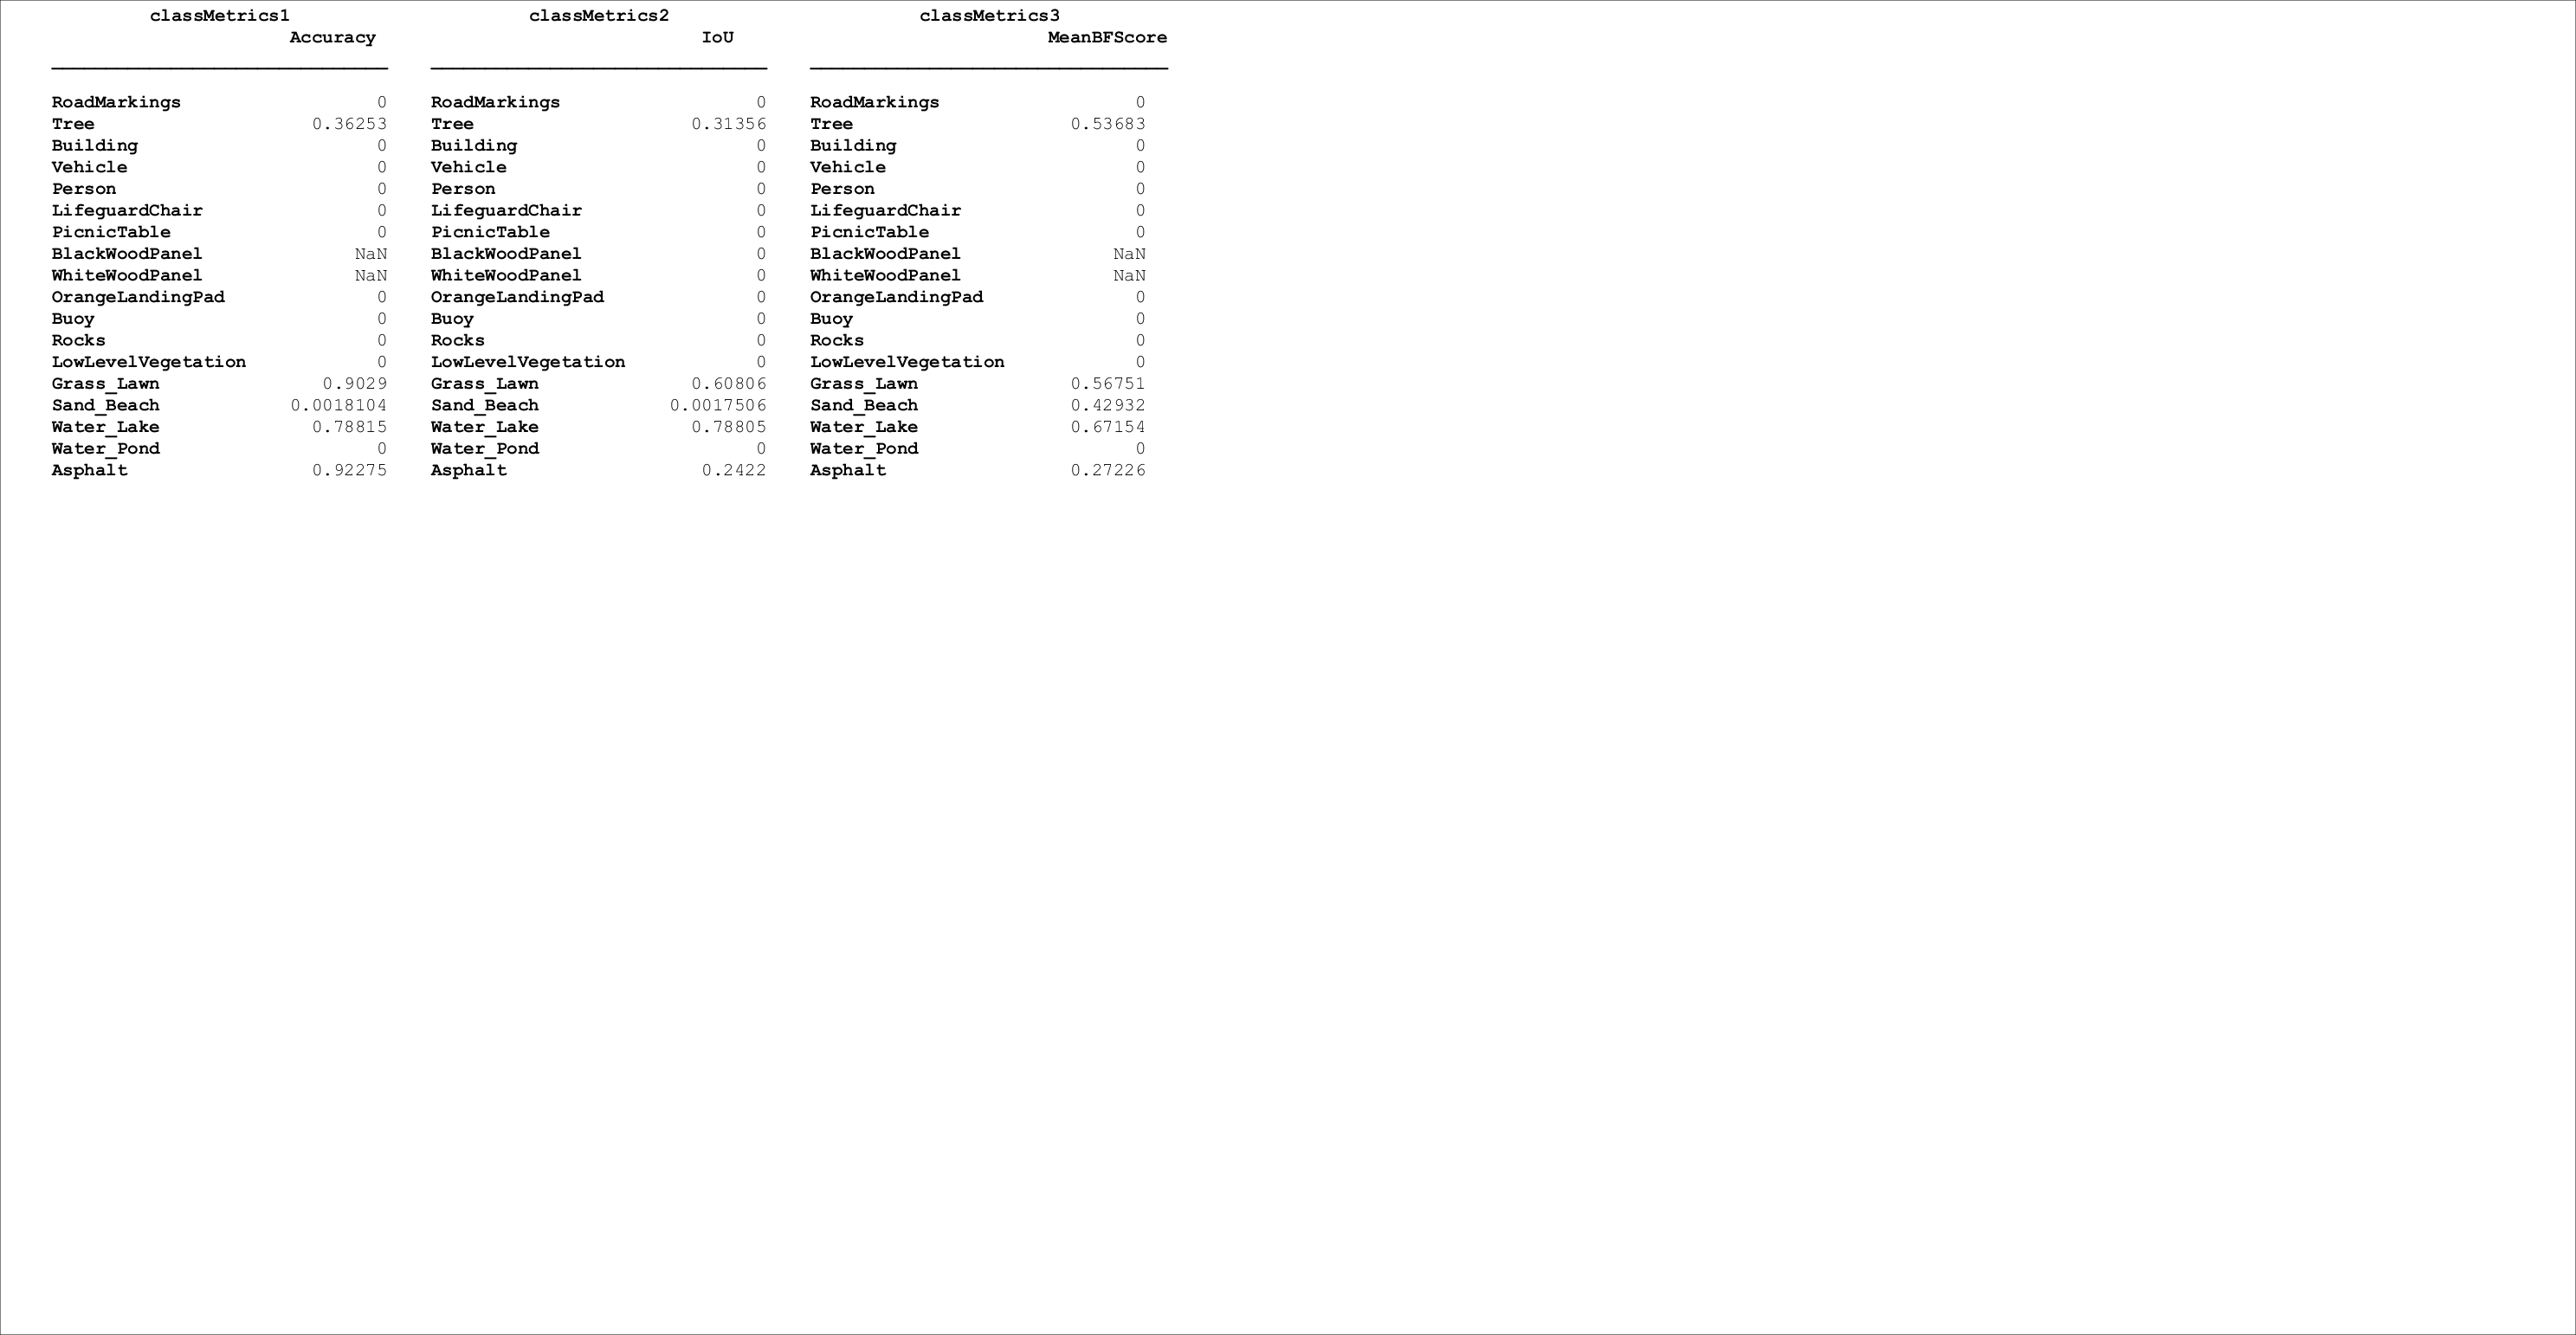 classMetrics1 classMetrics2 classMetrics3
Accuracy IoU MeanBFScore
RoadMarkings 0 RoadMarkings 0 RoadMarkings 0
Tree 0.36253 Tree 0.31356 Tree 0.53683
Building 0 Building 0 Building 0
Vehicle 0 Vehicle 0 Vehicle 0
Person 0 Person 0 Person 0
LifeguardChair 0 LifeguardChair 0 LifeguardChair 0
PicnicTable 0 PicnicTable 0 PicnicTable 0
BlackWoodPanel NaN BlackWoodPanel 0 BlackWoodPanel NaN
WhiteWoodPanel NaN WhiteWoodPanel 0 WhiteWoodPanel NaN
OrangeLandingPad 0 OrangeLandingPad 0 OrangeLandingPad 0
Buoy 0 Buoy 0 Buoy 0
Rocks 0 Rocks 0 Rocks 0
LowLevelVegetation 0 LowLevelVegetation 0 LowLevelVegetation 0
Grass_Lawn 0.9029 Grass_Lawn 0.60806 Grass_Lawn 0.56751
Sand_Beach 0.0018104 Sand_Beach 0.0017506 Sand_Beach 0.42932
Water_Lake 0.78815 Water_Lake 0.78805 Water_Lake 0.67154
Water_Pond 0 Water_Pond 0 Water_Pond 0
Asphalt 0.92275 Asphalt 0.2422 Asphalt 0.27226